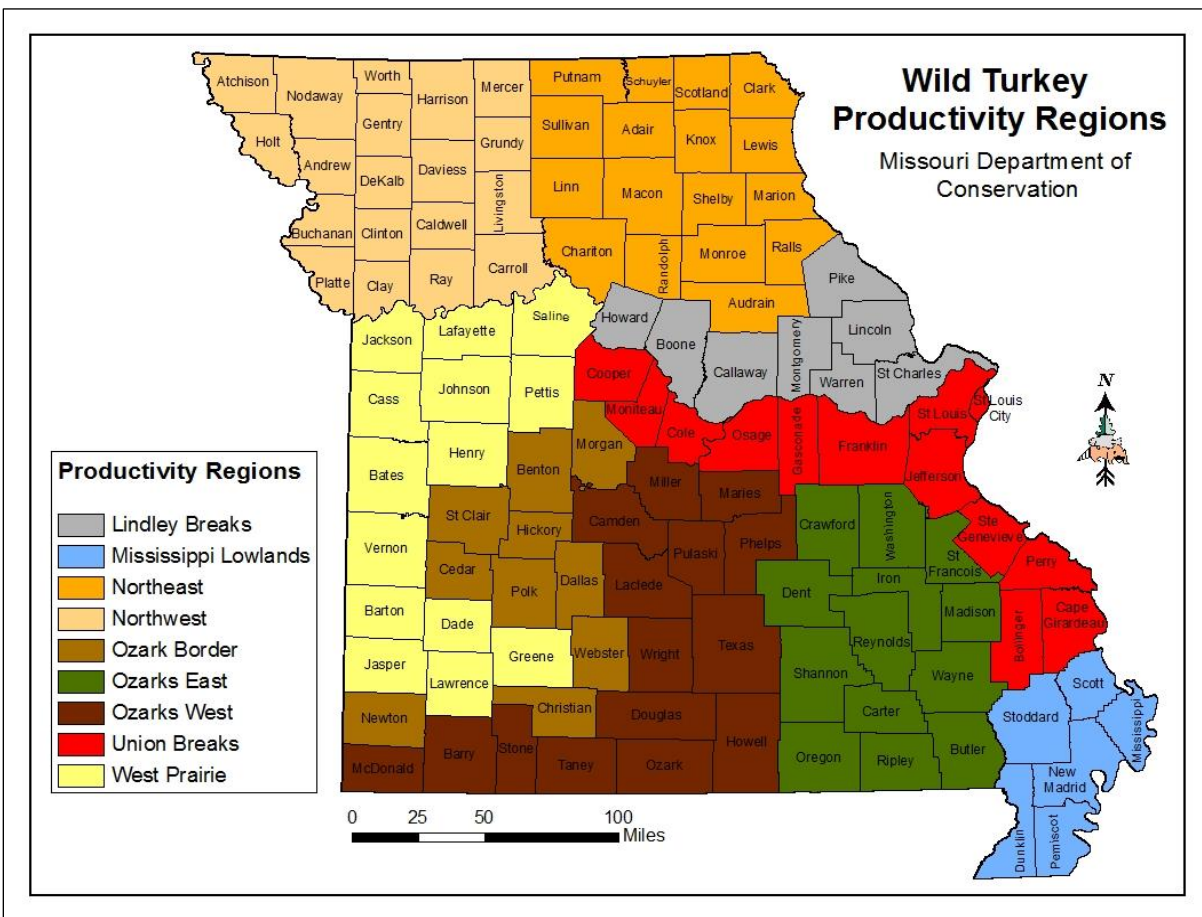 Wild Turkey
Productivity Regions
Missouri Department of
Conservation
Atchison
Nodaway
Worth
Harrison
Mercer
Putnam
Schuyler
Scotland
Clark
Holt
Andrew
Gentry
DeKalb
Daviess
Grundy
Livingston
Sullivan
Adair
Knox
Lewis
Linn
Macon
Shelby
Marion
Buchanan
Clinton
Caldwell
Platte
Clay
Ray
Carroll
Chariton
Randolph
Monroe
Ralls
Pike
Audrain
Jackson
Lafayette
Saline
Howard
Boone
Callaway
Montgomery
Lincoln
Warren
St Charles
Cass
Johnson
Pettis
Cooper
Moniteau
Cole
Osage
Gasconade
Franklin
St Louis
St Louis
City
Jefferson
Bates
Henry
Benton
Morgan
Miller
Maries
St Clair
Hickory
Camden
Pulaski
Phelps
Crawford
Washington
St
Francois
Ste
Genevieve
Perry
Vernon
Cedar
Polk
Dallas
Laclede
Dent
Iron
Madison
Bollinger
Cape
Girardeau
Barton
Dade
Greene
Webster
Wright
Texas
Shannon
Reynolds
Wayne
Jasper
Lawrence
Christian
Douglas
Howell
Carter
Butler
Newton
McDonald
Barry
Stone
Taney
Ozark
Oregon
Ripley
Stoddard
Scott
Mississippi
New
Madrid
Dunklin
Pemiscot
N
Productivity Regions
Lindley Breaks
Mississippi Lowlands
Northeast
Northwest
Ozark Border
Ozarks East
Ozarks West
Union Breaks
West Prairie
0 25 50 100
Miles